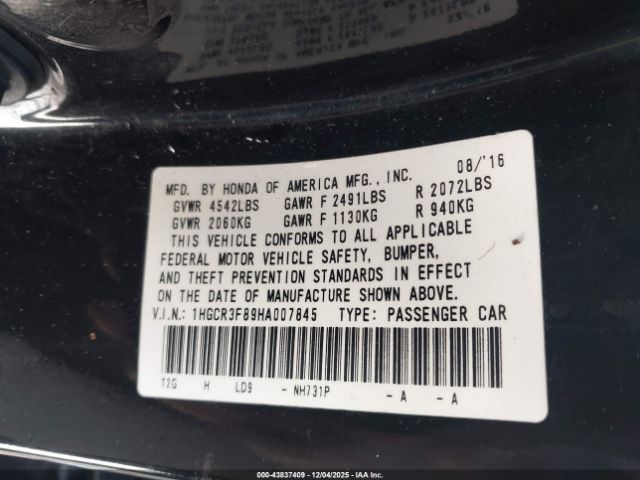 MFD. BY HONDA OF AMERICA MFG., INC. 08/'16
GVWR 4542LBS GAWR F 2491LBS R 2072LBS
GVWR 2060KG GAWR F 1130KG R 940KG
THIS VEHICLE CONFORMS TO ALL APPLICABLE
FEDERAL MOTOR VEHICLE SAFETY, BUMPER,
AND THEFT PREVENTION STANDARDS IN EFFECT
ON THE DATE OF MANUFACTURE SHOWN ABOVE.
V.I.N.: 1HGCR3F89HA007845 TYPE: PASSENGER CAR
T2G H LD9 - NH731P - A - A
000-43837409 - 12/04/2025 - IAA Inc.